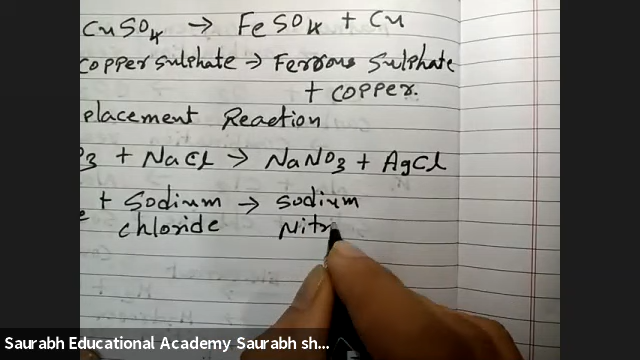 CuSO4 → FeSO4 + Cu
copper sulphate → Ferrous Sulphate
+ copper.
placement Reaction
O3 + NaCl → NaNO3 + AgCl
e + Sodium → Sodium
chloride Nitr
Saurabh Educational Academy Saurabh sh...